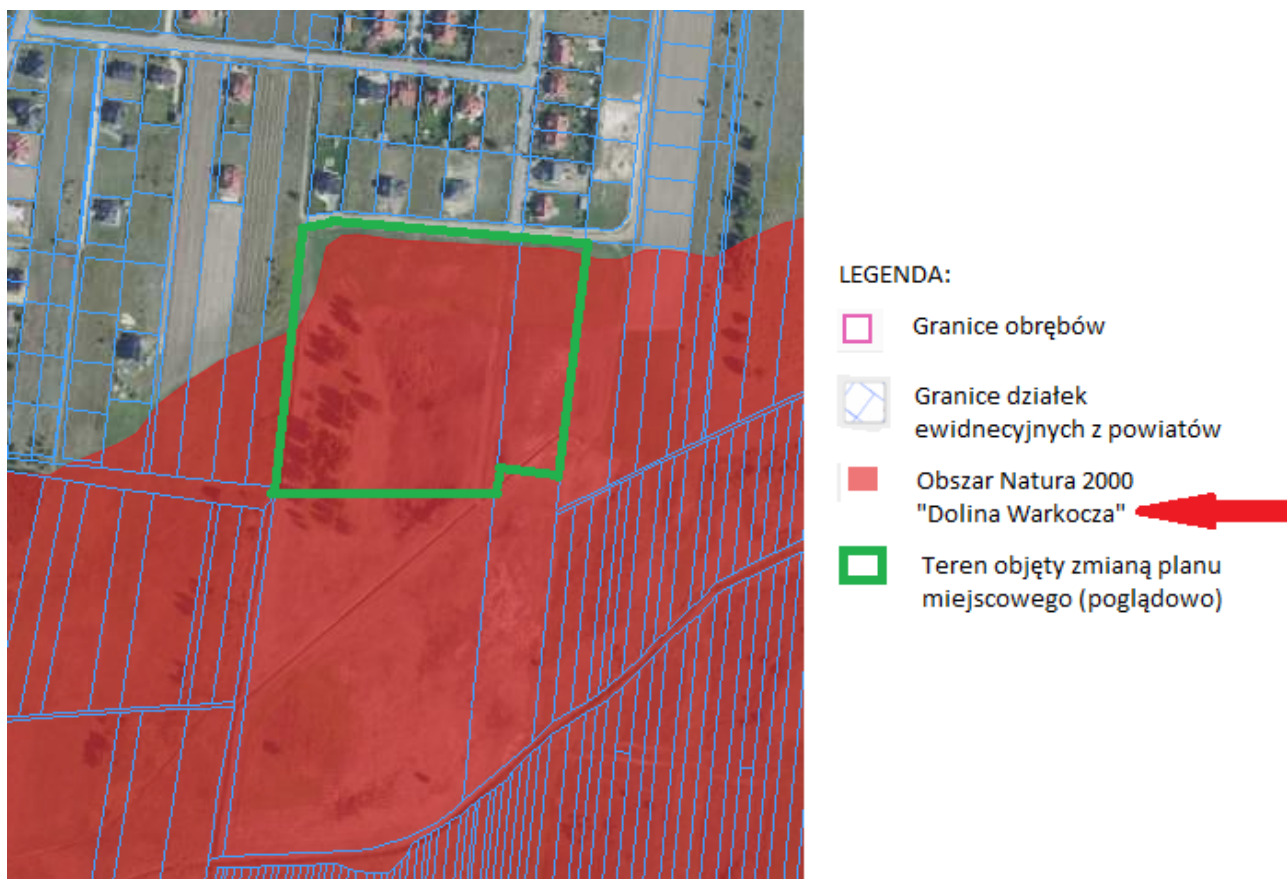 LEGENDA:
Granice obrębów
Granice działek
ewidnecyjnych z powiatów
Obszar Natura 2000
"Dolina Warkocza"
Teren objęty zmianą planu
miejscowego (poglądowo)